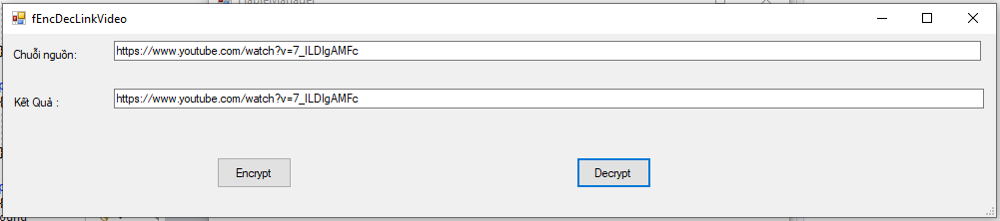 fEncDecLinkVideo
Chuỗi nguồn:
https://www.youtube.com/watch?v=7_ILDIgAMFc
Kết Quả :
https://www.youtube.com/watch?v=7_ILDIgAMFc
Encrypt
Decrypt